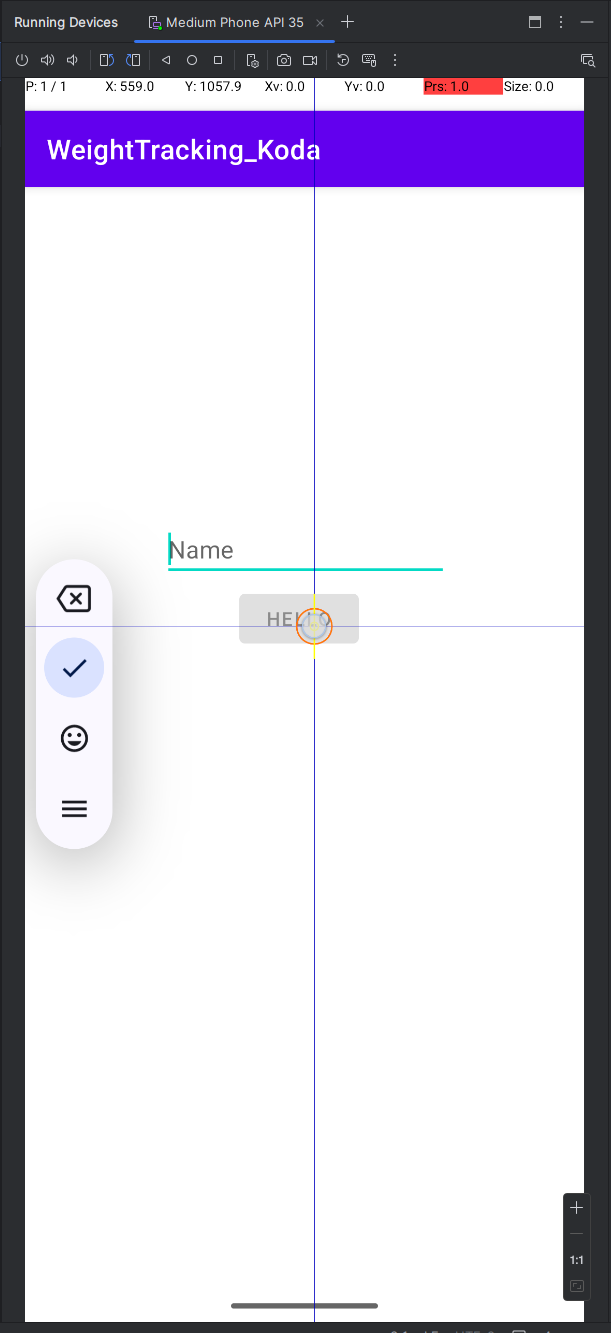 Running Devices Medium Phone API 35
P: 1 / 1 X: 559.0 Y: 1057.9 Xv: 0.0 Yv: 0.0 Prs: 1.0 Size: 0.0
WeightTracking_Koda
Name
HELLO
1:1